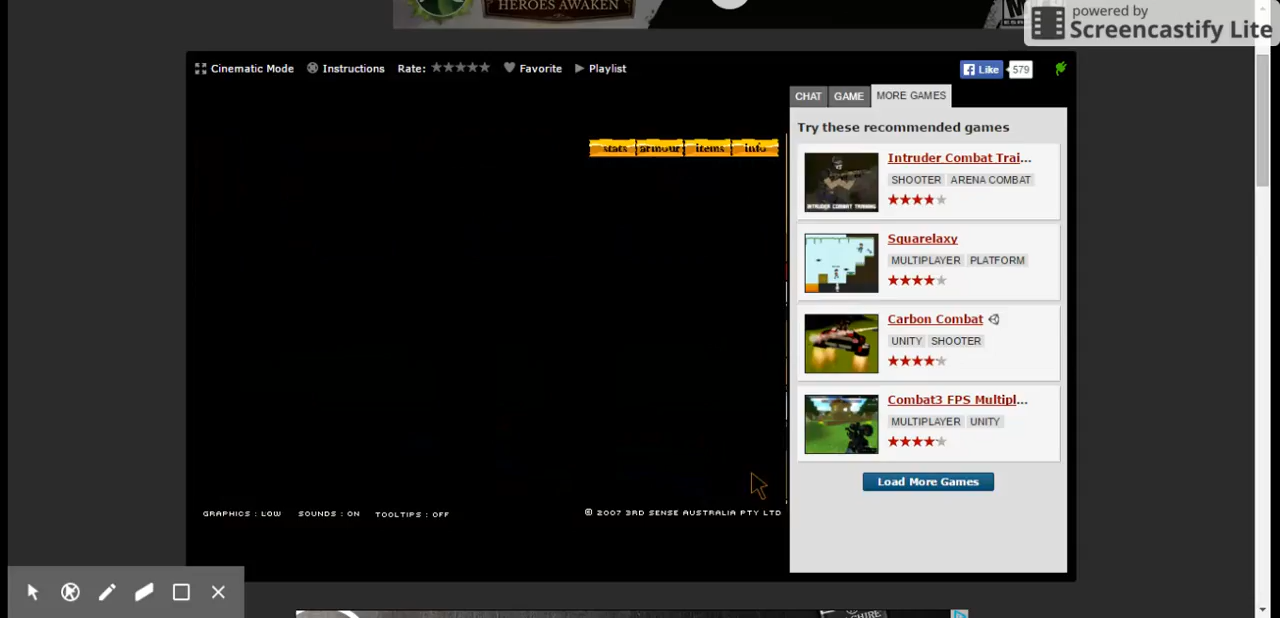 HEROES AWAKEN
powered by
Screencastify Lite
Cinematic Mode Instructions Rate: Favorite Playlist
Like 579
CHAT GAME MORE GAMES
Try these recommended games
stats armour items info
Intruder Combat Trai...
SHOOTER ARENA COMBAT
INTRUDER COMBAT TRAINING
Squarelaxy
MULTIPLAYER PLATFORM
Carbon Combat
UNITY SHOOTER
Combat3 FPS Multipl...
MULTIPLAYER UNITY
Load More Games
GRAPHICS : LOW SOUNDS : ON TOOLTIPS : OFF
© 2007 3RD SENSE AUSTRALIA PTY LTD